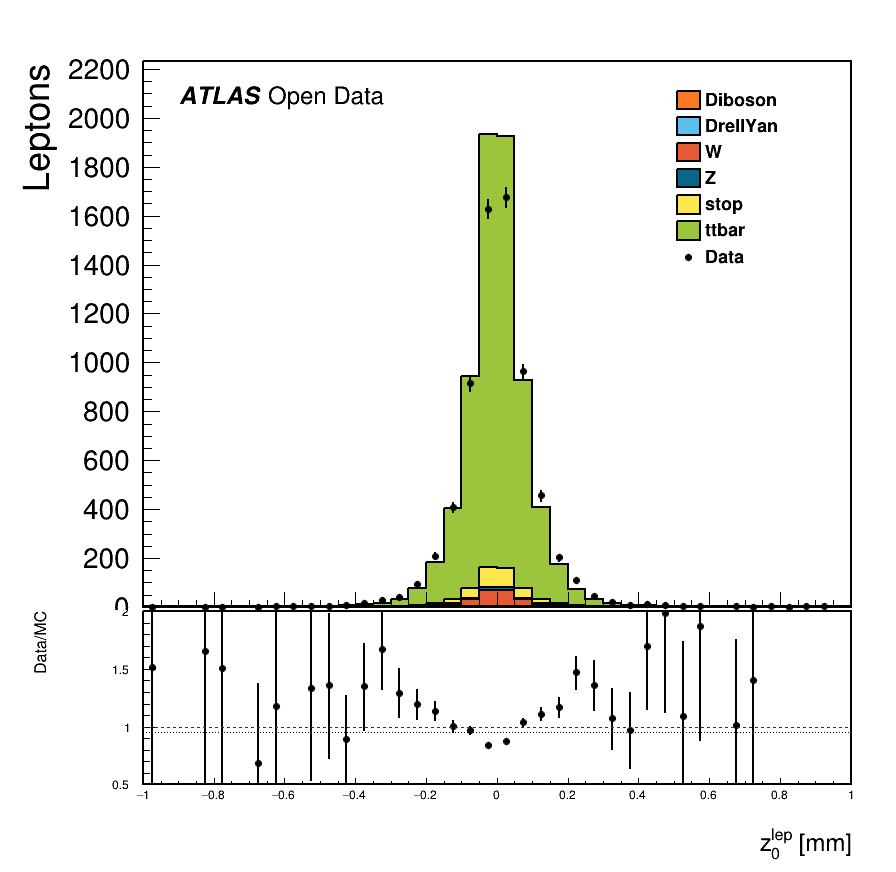 ATLAS Open Data
Leptons
2200
2000
1800
1600
1400
1200
1000
800
600
400
200
0
Diboson
DrellYan
W
Z
stop
ttbar
Data
Data/MC
2
1.5
1
0.5
−1 −0.8 −0.6 −0.4 −0.2 0 0.2 0.4 0.6 0.8 1
z₀^lep [mm]